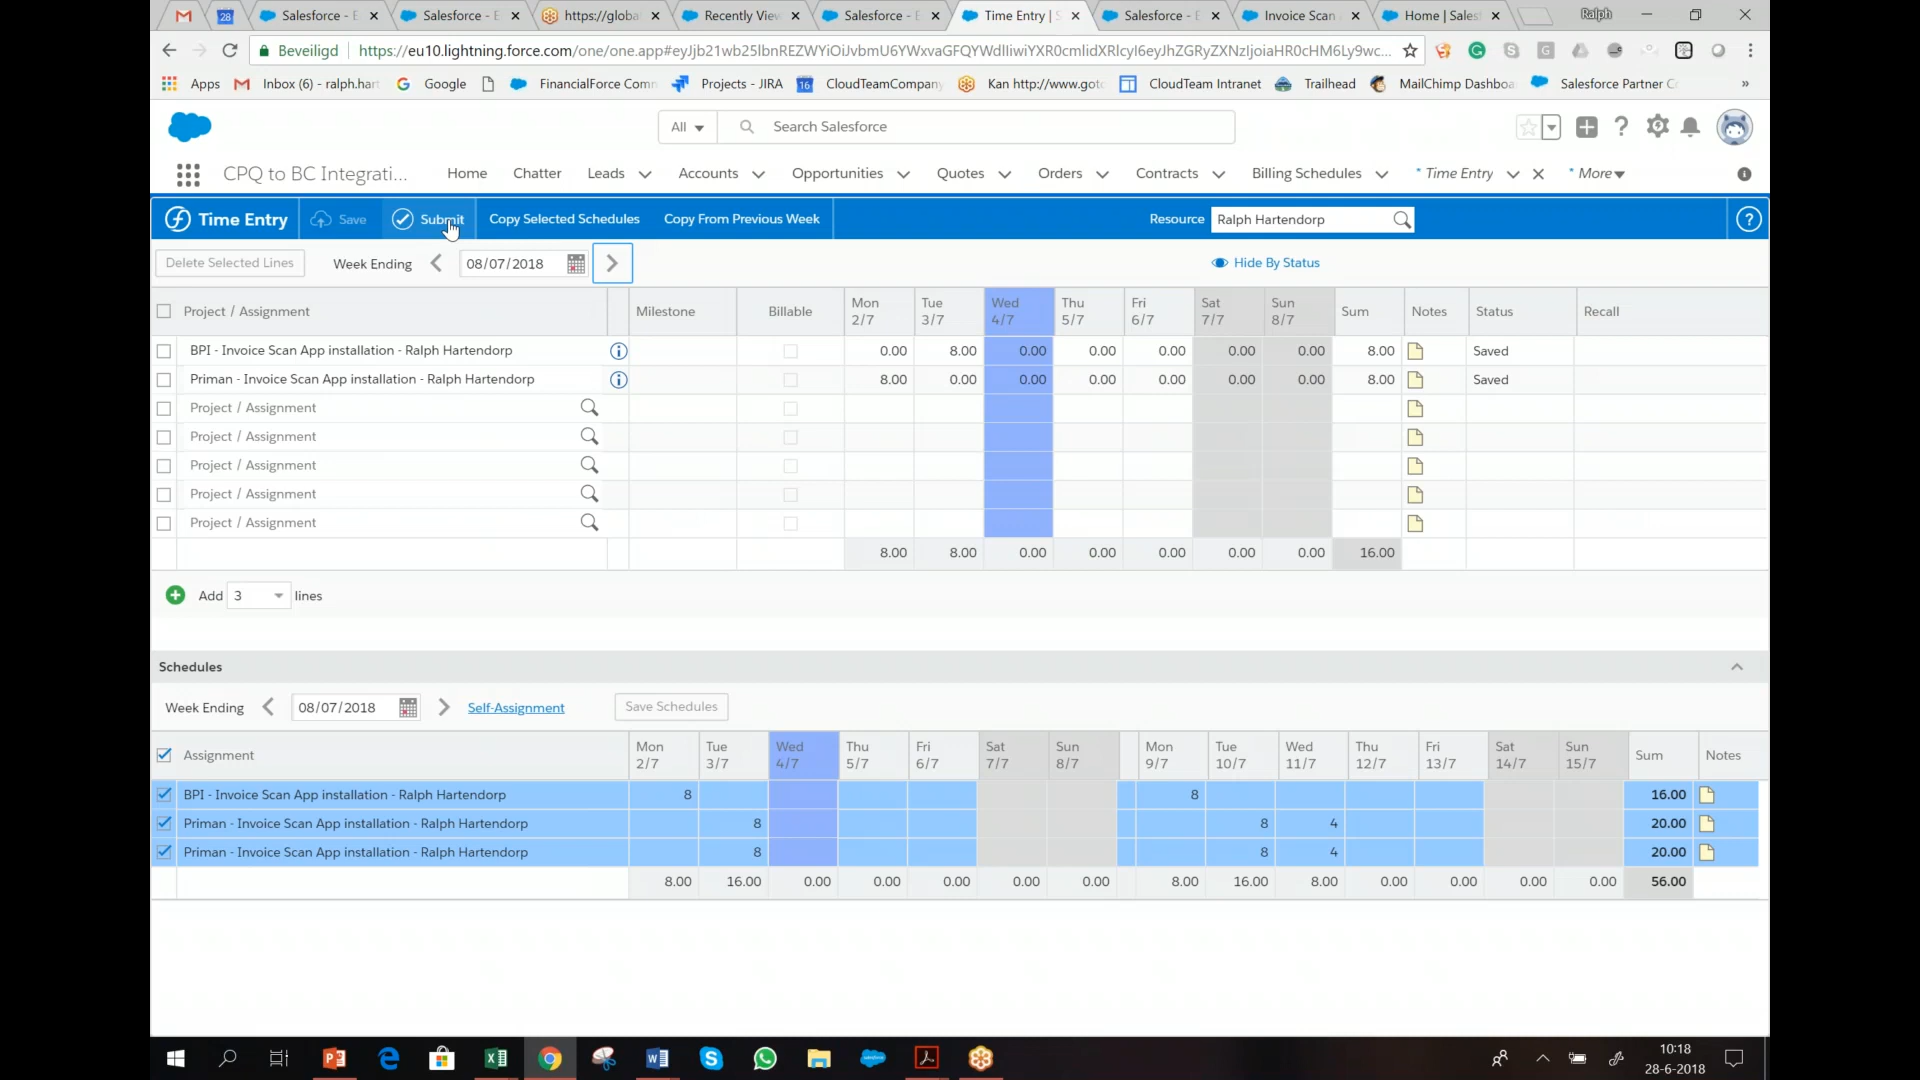 28
Salesforce - E
Salesforce - E
https://globa
Recently View
Salesforce - E
Time Entry | S
Salesforce - E
Invoice Scan
Home | Sales
Ralph
Beveiligd
Apps
Inbox (6) - ralph.hart
Google
FinancialForce Comm
Projects - JIRA
16
CloudTeamCompany
Kan http://www.goto
CloudTeam Intranet
Trailhead
MailChimp Dashboa
Salesforce Partner C
»
All
Search Salesforce
CPQ to BC Integrati...
Home
Chatter
Leads
Accounts
Opportunities
Quotes
Orders
Contracts
Billing Schedules
* Time Entry
* More
Time Entry
Save
Submit
Copy Selected Schedules
Copy From Previous Week
Resource
Ralph Hartendorp
Delete Selected Lines
Week Ending
08/07/2018
Hide By Status
Project / Assignment Milestone Billable Mon 2/7 Tue 3/7 Wed 4/7 Thu 5/7 Fri 6/7 Sat 7/7 Sun 8/7 Sum Notes Status Recall
BPI - Invoice Scan App installation - Ralph Hartendorp 0.00 8.00 0.00 0.00 0.00 0.00 0.00 8.00 Saved
Priman - Invoice Scan App installation - Ralph Hartendorp 8.00 0.00 0.00 0.00 0.00 0.00 0.00 8.00 Saved
Project / Assignment
Project / Assignment
Project / Assignment
Project / Assignment
Project / Assignment
8.00 8.00 0.00 0.00 0.00 0.00 0.00 16.00
Add 3 lines
Schedules
Week Ending
08/07/2018
Self-Assignment
Save Schedules
Assignment Mon 2/7 Tue 3/7 Wed 4/7 Thu 5/7 Fri 6/7 Sat 7/7 Sun 8/7 Mon 9/7 Tue 10/7 Wed 11/7 Thu 12/7 Fri 13/7 Sat 14/7 Sun 15/7 Sum Notes
BPI - Invoice Scan App installation - Ralph Hartendorp 8 8 16.00
Priman - Invoice Scan App installation - Ralph Hartendorp 8 8 4 20.00
Priman - Invoice Scan App installation - Ralph Hartendorp 8 8 4 20.00
8.00 16.00 0.00 0.00 0.00 0.00 0.00 8.00 16.00 8.00 0.00 0.00 0.00 0.00 56.00
10:18
28-6-2018